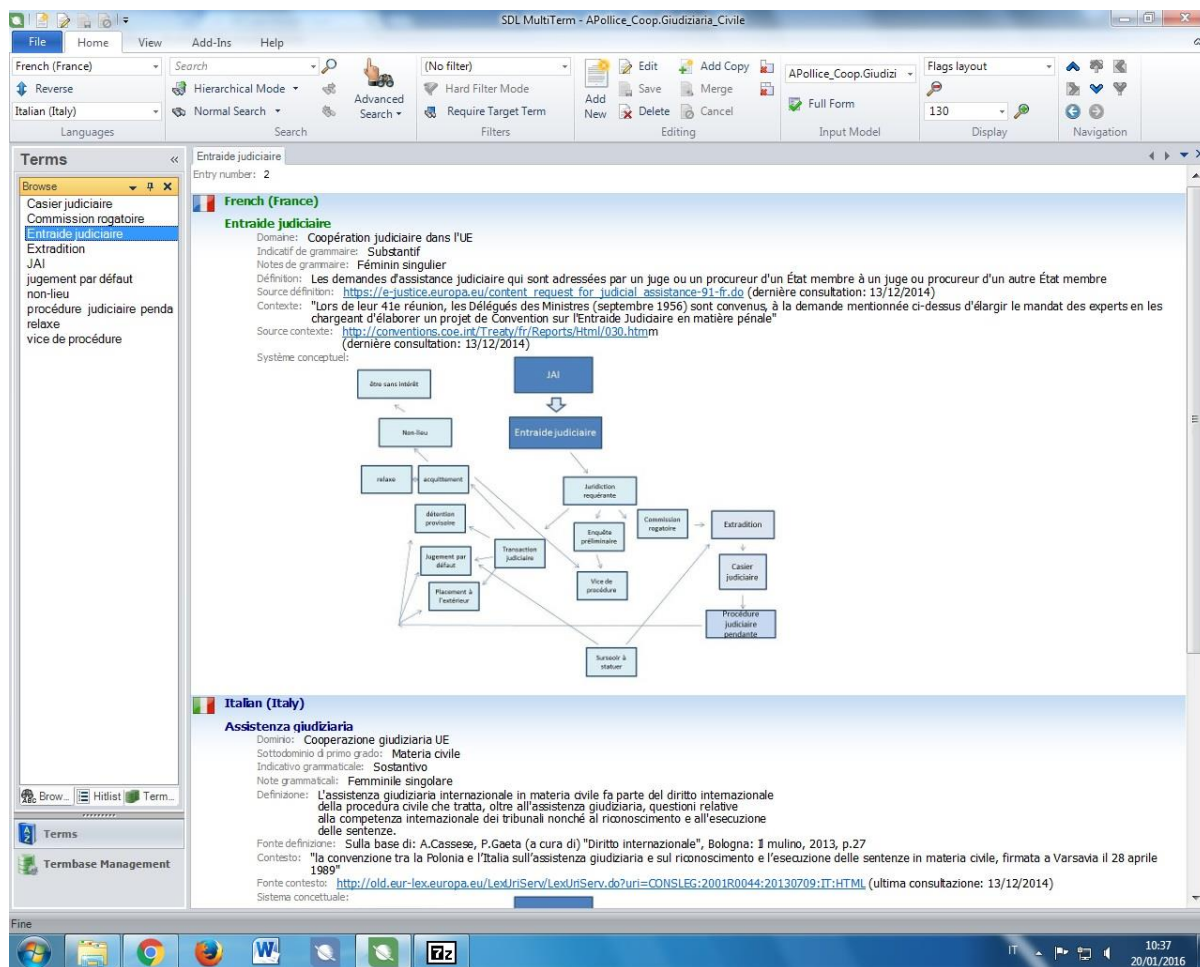 SDL MultiTerm - APollice_Coop.Giudiziaria_Civile
File Home View Add-Ins Help
French (France)
Reverse
Italian (Italy)
Languages
Search
Hierarchical Mode
Normal Search
Advanced Search
Search
(No filter)
Hard Filter Mode
Require Target Term
Filters
Add New
Edit Add Copy
Save Merge
Delete Cancel
Editing
APollice_Coop.Giudizi
Full Form
Input Model
Flags layout
130
Display
Navigation
Terms «
Browse
Casier judiciaire
Commission rogatoire
Entraide judiciaire
Extradition
JAI
jugement par défaut
non-lieu
procédure judiciaire penda
relaxe
vice de procédure
Brow... Hitlist Term...
Terms
Termbase Management
Entraide judiciaire
Entry number: 2
French (France)
Entraide judiciaire
Domaine: Coopération judiciaire dans l'UE
Indicatif de grammaire: Substantif
Notes de grammaire: Féminin singulier
Définition: Les demandes d'assistance judiciaire qui sont adressées par un juge ou un procureur d'un État membre à un juge ou procureur d'un autre État membre
Source définition: https://e-justice.europa.eu/content_request_for_judicial_assistance-91-fr.do (dernière consultation: 13/12/2014)
Contexte: "Lors de leur 41e réunion, les Délégués des Ministres (septembre 1956) sont convenus, à la demande mentionnée ci-dessus d'élargir le mandat des experts en les
chargeant d'élaborer un projet de Convention sur l'Entraide Judiciaire en matière pénale"
Source contexte: http://conventions.coe.int/Treaty/fr/Reports/Html/030.htmm
(dernière consultation: 13/12/2014)
Système conceptuel:
JAI
être sans intérêt
Non-lieu
Entraide judiciaire
relaxe
acquittement
Juridiction
requérante
détention
provisoire
Commission
rogatoire
Extradition
Enquête
préliminaire
Transaction
judiciaire
Jugement par
défaut
Casier
judiciaire
Vice de
procédure
Placement à
l'extérieur
Procédure
judiciaire
pendante
Surseoir à
statuer
Italian (Italy)
Assistenza giudiziaria
Dominio: Cooperazione giudiziaria UE
Sottodominio di primo grado: Materia civile
Indicativo grammaticale: Sostantivo
Note grammaticali: Femminile singolare
Definizione: L'assistenza giudiziaria internazionale in materia civile fa parte del diritto internazionale
della procedura civile che tratta, oltre all'assistenza giudiziaria, questioni relative
alla competenza internazionale dei tribunali nonché al riconoscimento e all'esecuzione
delle sentenze.
Fonte definizione: Sulla base di: A.Cassese, P.Gaeta (a cura di) "Diritto internazionale", Bologna: Il mulino, 2013, p.27
Contesto: "la convenzione tra la Polonia e l'Italia sull'assistenza giudiziaria e sul riconoscimento e l'esecuzione delle sentenze in materia civile, firmata a Varsavia il 28 aprile
1989"
Fonte contesto: http://old.eur-lex.europa.eu/LexUriServ/LexUriServ.do?uri=CONSLEG:2001R0044:20130709:IT:HTML (ultima consultazione: 13/12/2014)
Sistema concettuale:
Fine
IT
10:37
20/01/2016